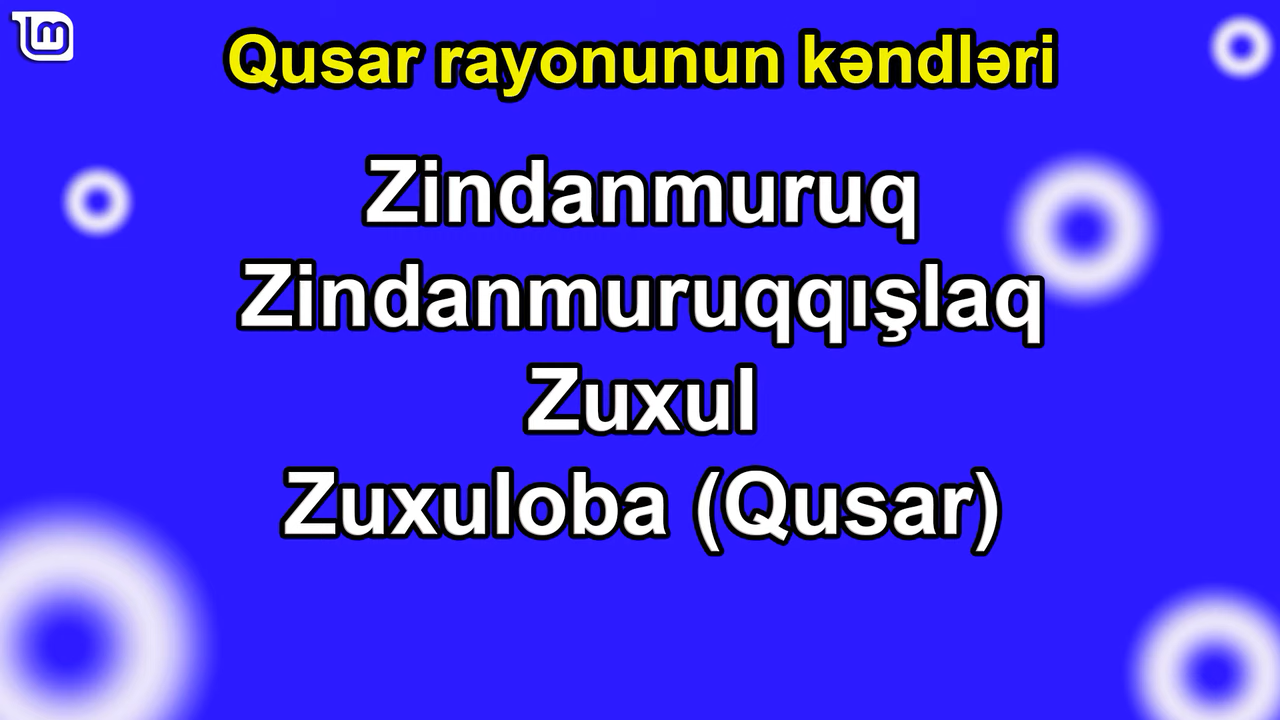 Qusar rayonunun kəndləri
Zindanmuruq
Zindanmuruqqışlaq
Zuxul
Zuxuloba (Qusar)